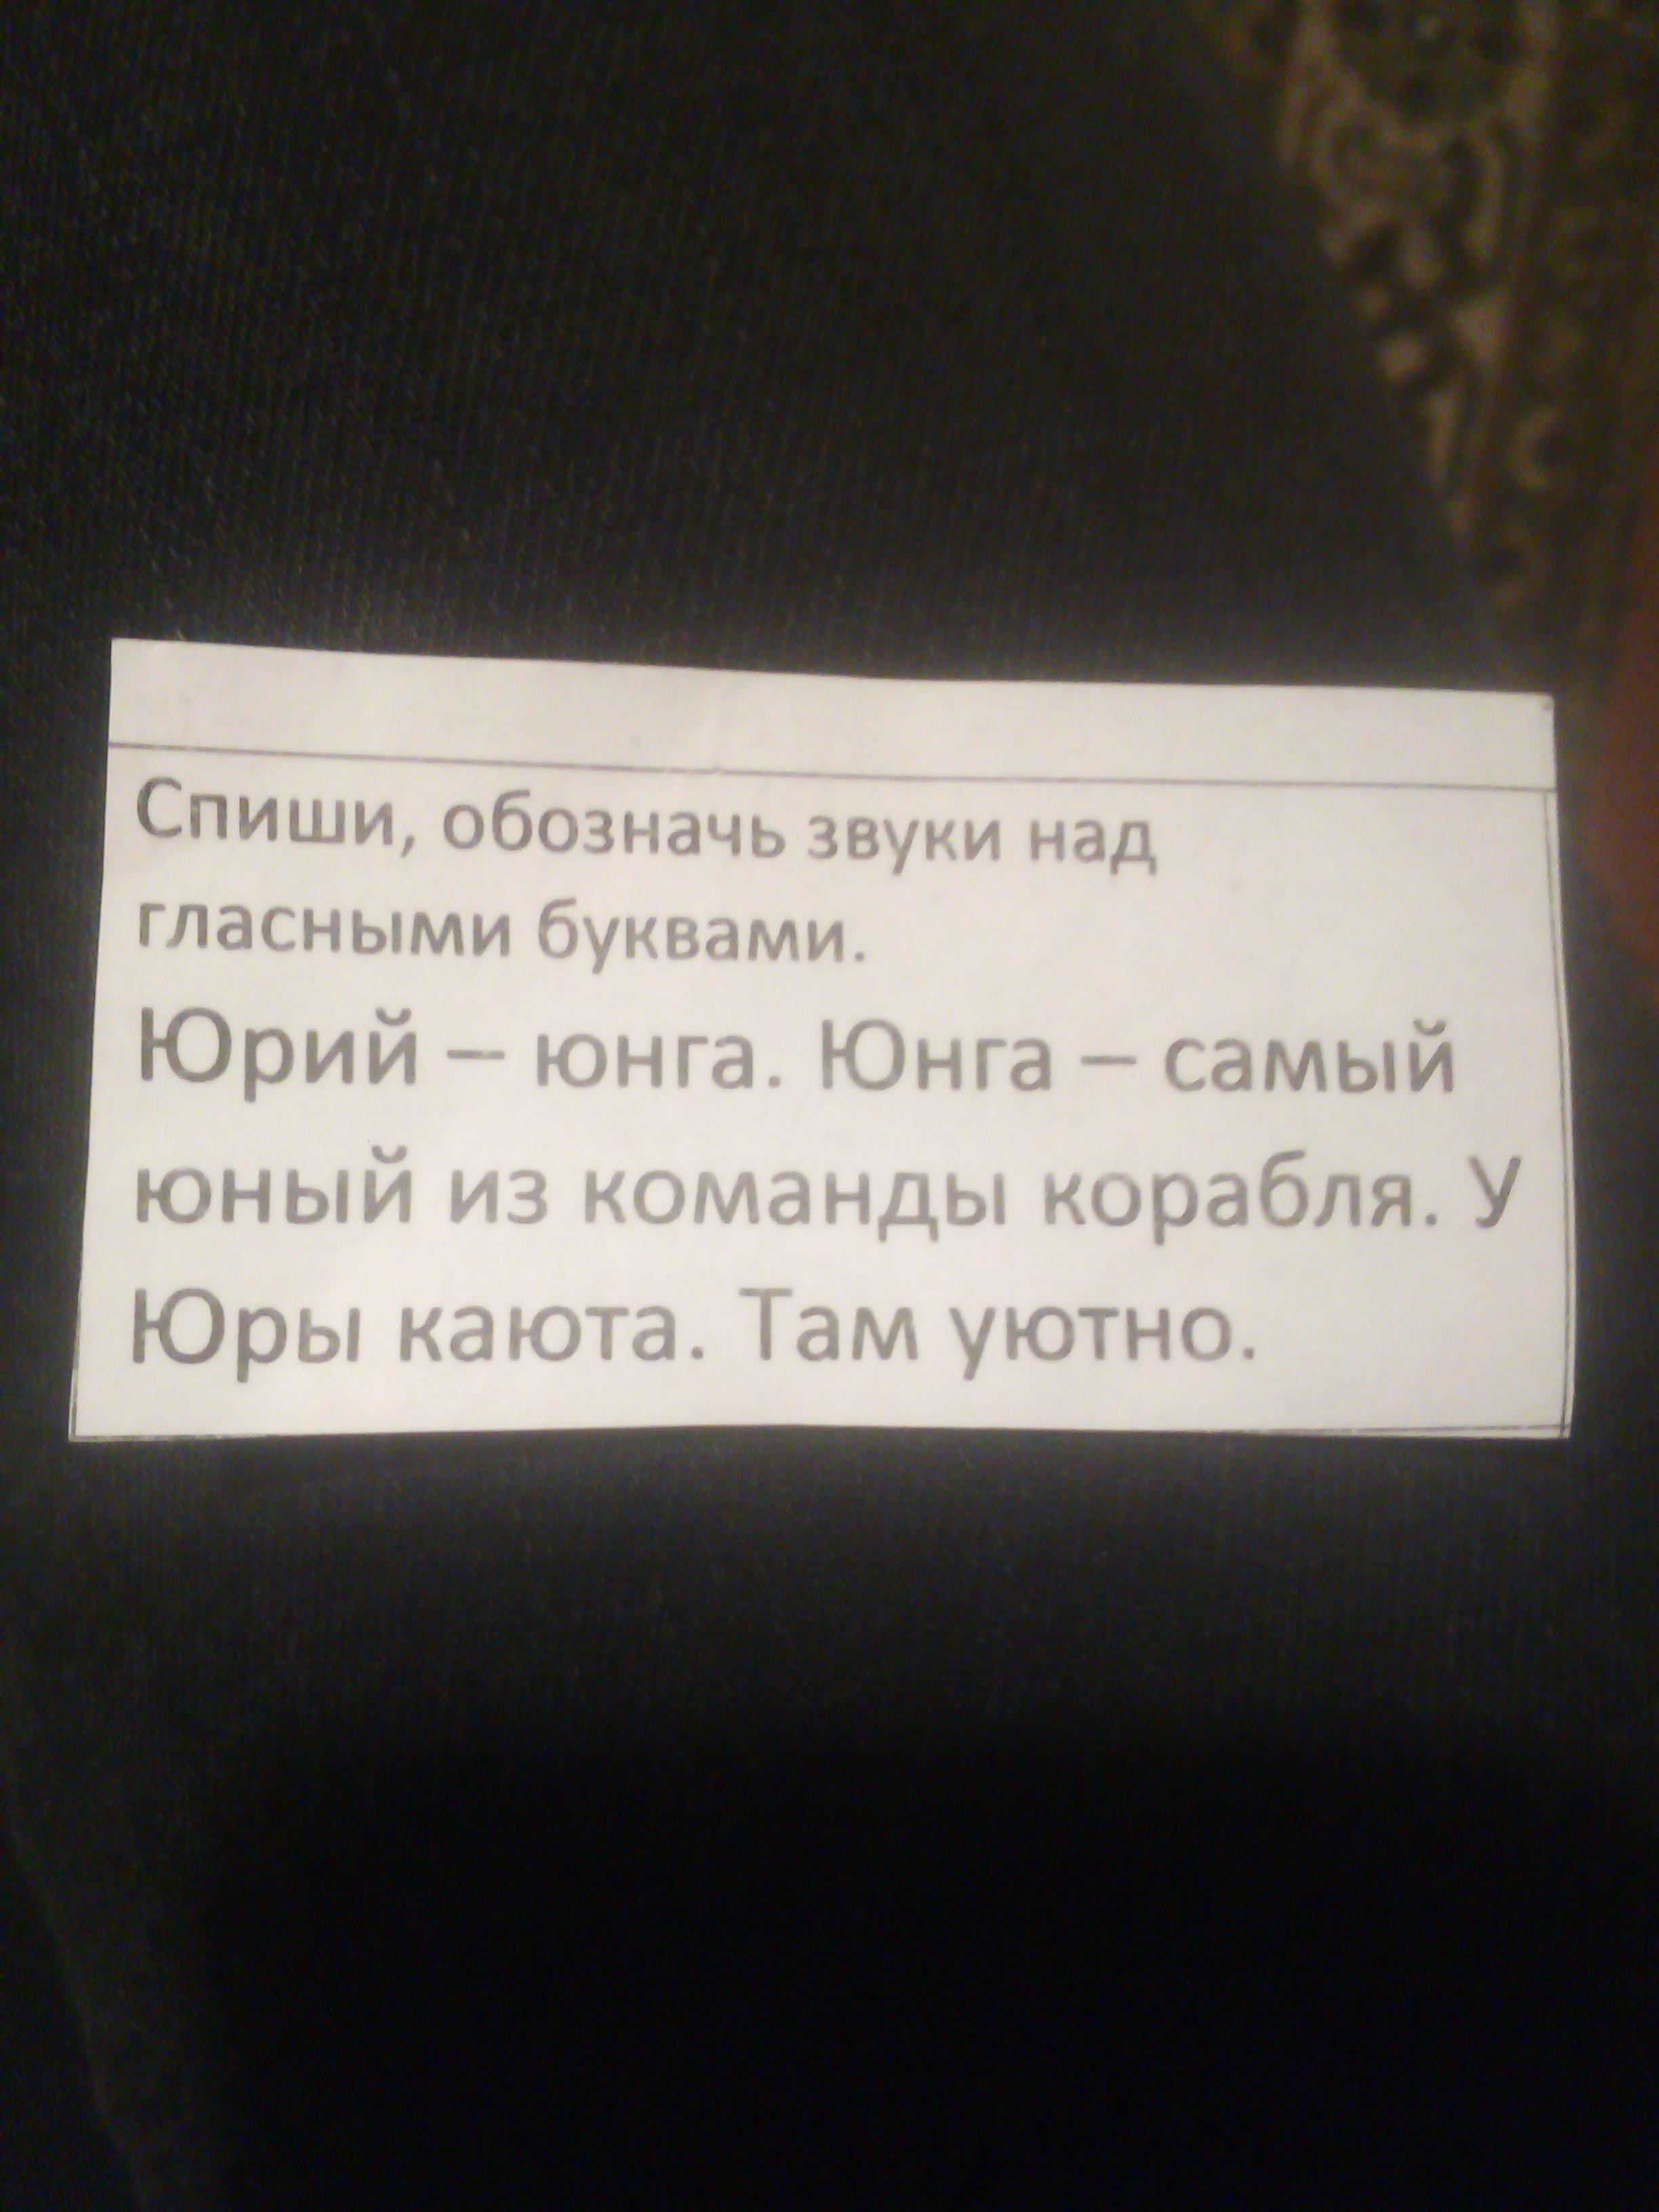 Спиши, обозначь звуки над
гласными буквами.
Юрий – юнга. Юнга – самый
юный из команды корабля. У
Юры каюта. Там уютно.